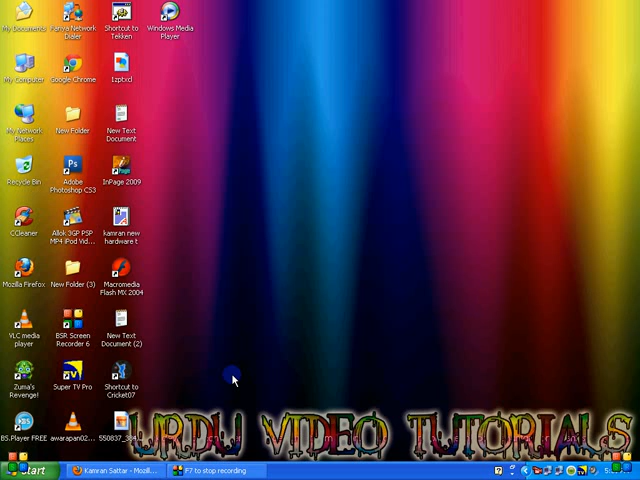 My Documents
Kenya Network Dialer
Shortcut to Tekken
Windows Media Player
My Computer
Google Chrome
1zptxcl
My Network Places
New Folder
New Text Document
Recycle Bin
Adobe Photoshop CS3
InPage 2009
CCleaner
Allok 3GP PSP MP4 iPod Vid...
kamran new hardware t
Mozilla Firefox
New Folder (3)
Macromedia Flash MX 2004
VLC media player
BSR Screen Recorder 6
New Text Document (2)
Zuma's Revenge!
Super TV Pro
Shortcut to Cricket07
BS.Player FREE
awarapan02...
550837_384...
URDU VIDEO TUTORIALS
start
Kamran Sattar - Mozill...
F7 to stop recording